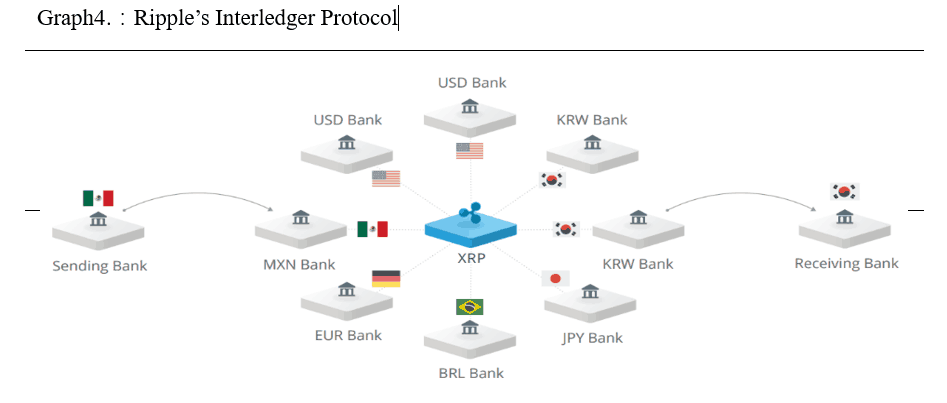 Graph4.：Ripple’s Interledger Protocol
USD Bank
USD Bank
KRW Bank
Sending Bank
MXN Bank
XRP
KRW Bank
Receiving Bank
EUR Bank
BRL Bank
JPY Bank